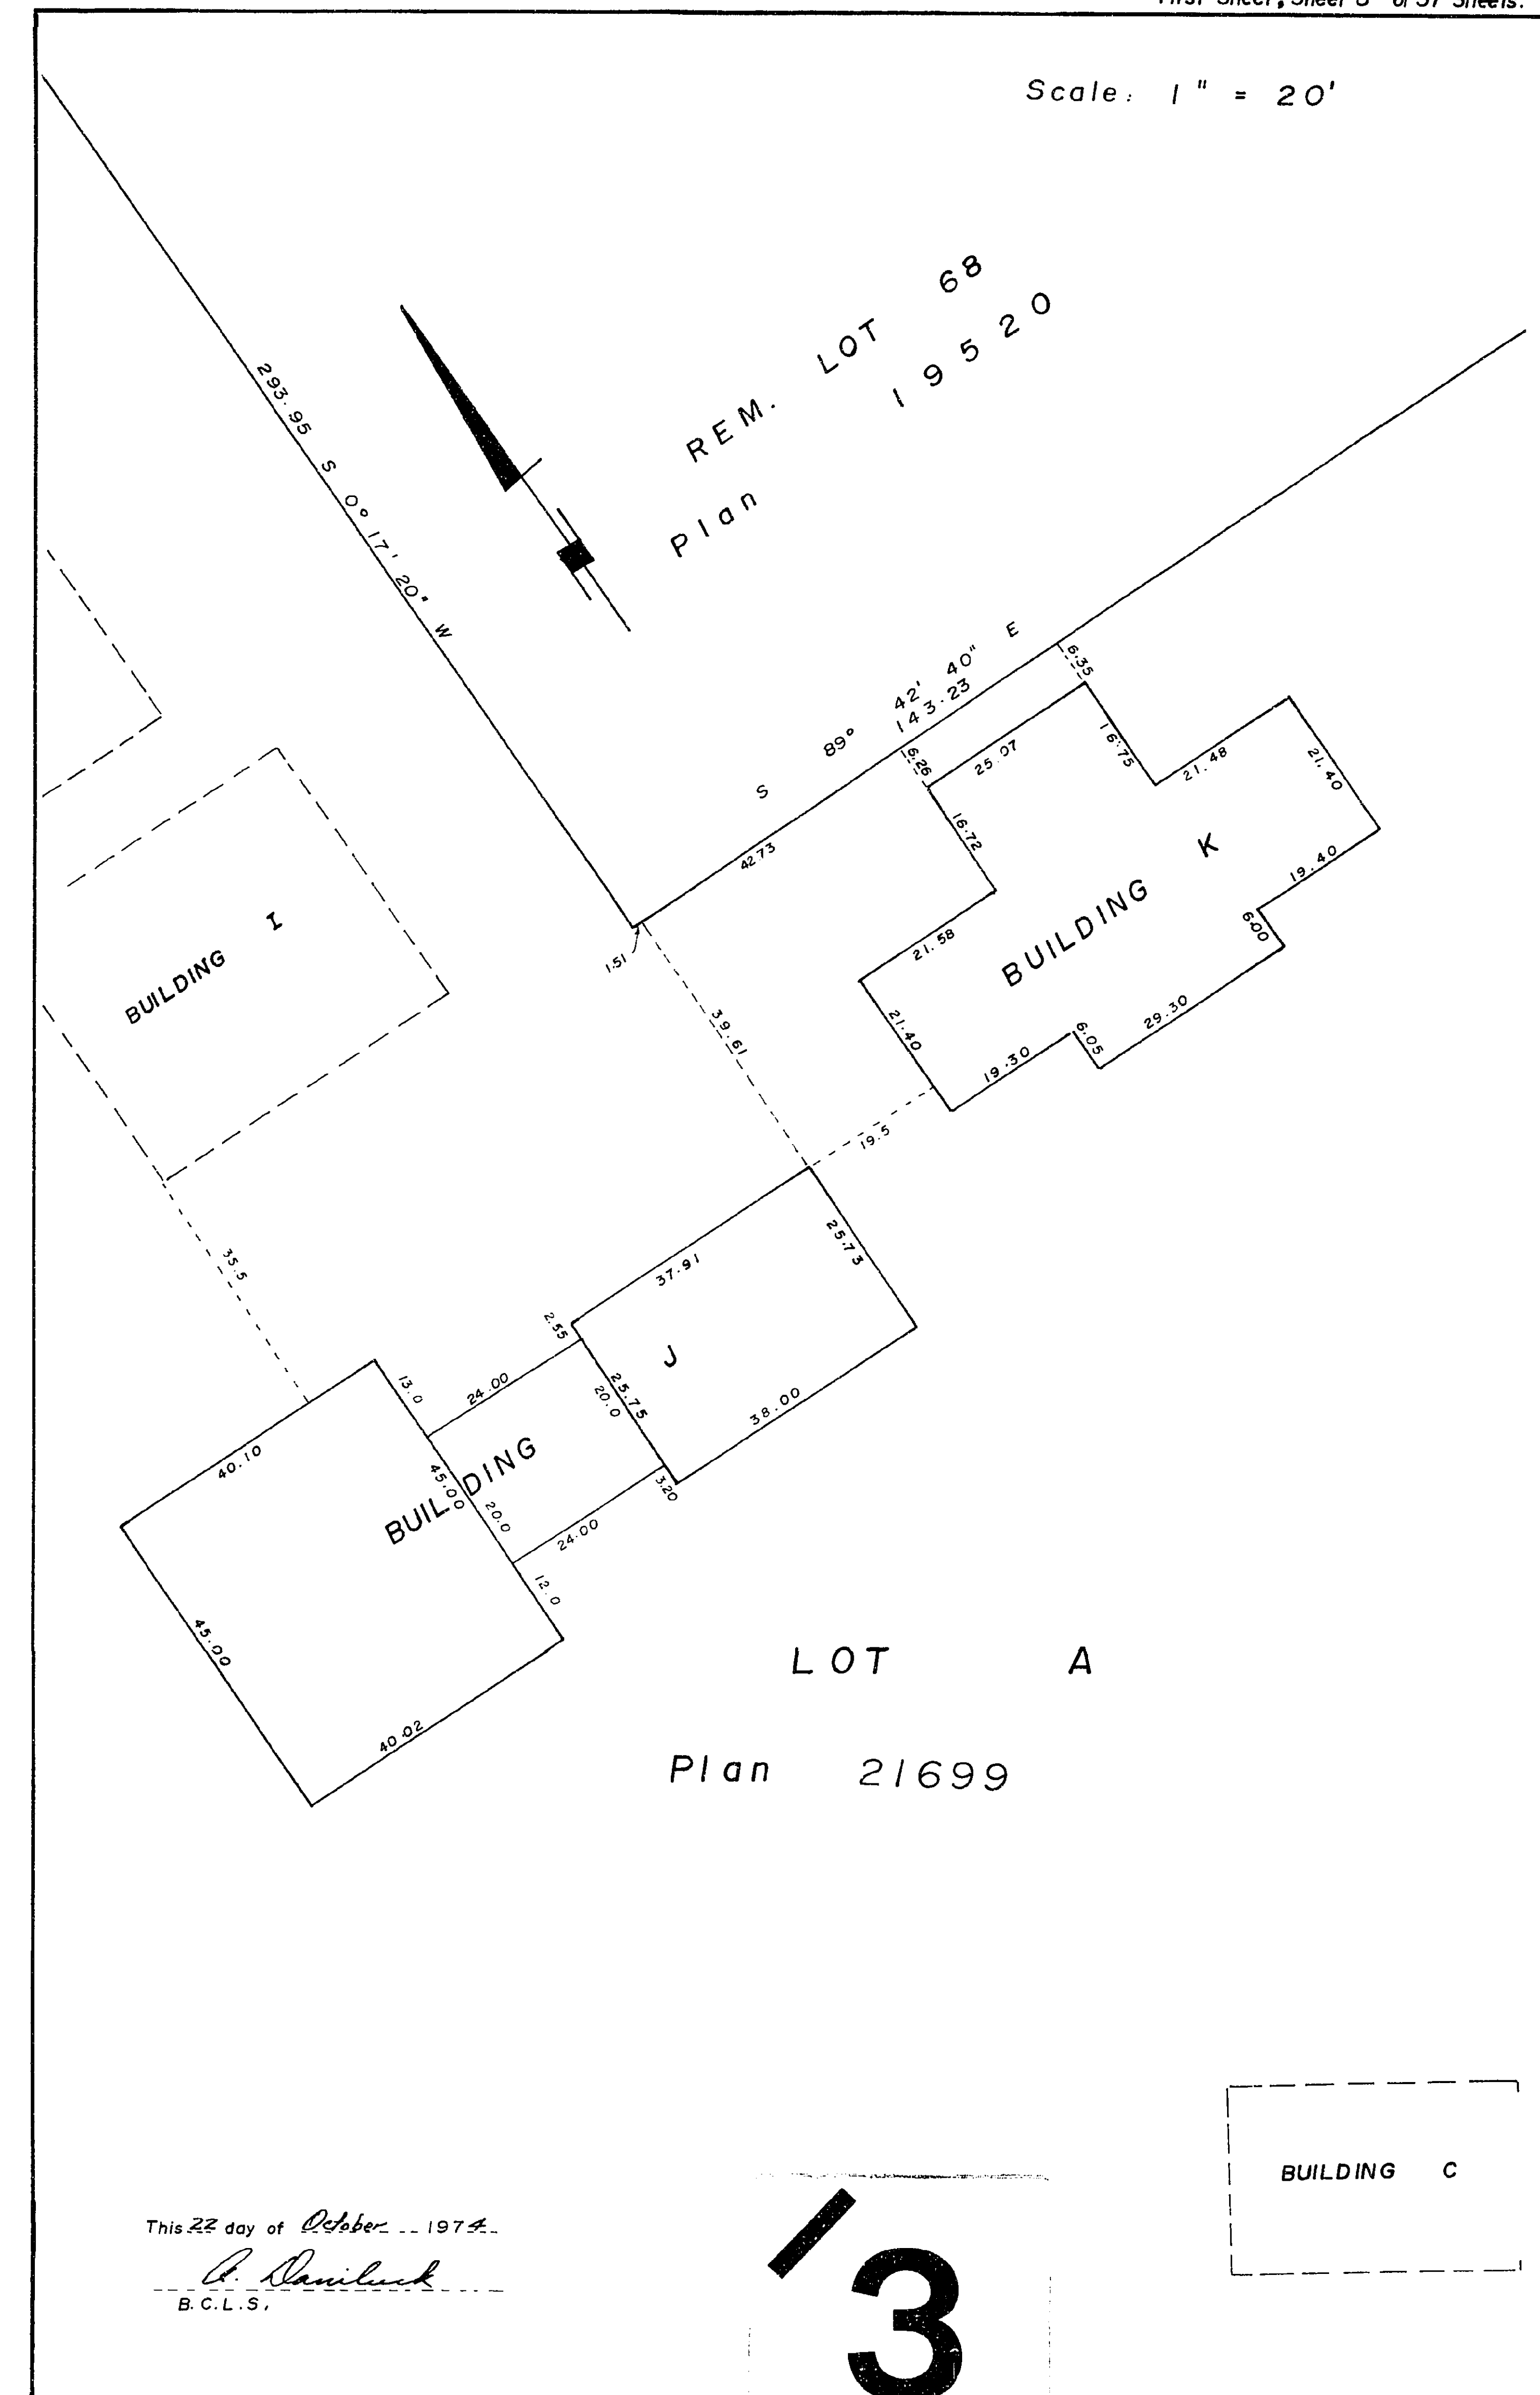 First Sheet, Sheet 8 of 37 Sheets.
Scale: 1" = 20'
293.95 S 0° 17' 20" W
REM. LOT 68
Plan 19520
S 89° 42' 40" E
143.23
6.35
6.26
25.07
16.75
21.48
21.40
42.73
16.72
BUILDING K
19.40
6.00
21.58
29.30
BUILDING I
1.51
39.61
21.40
6.05
19.30
19.5
35.5
25.73
37.91
2.55
J
13.0
24.00
25.75
20.0
38.00
40.10
BUILDING
45.00
20.0
3.20
24.00
12.0
45.00
40.02
LOT A
Plan 21699
BUILDING C
This 22 day of October 1974
A. Daniluck
B.C.L.S.
3